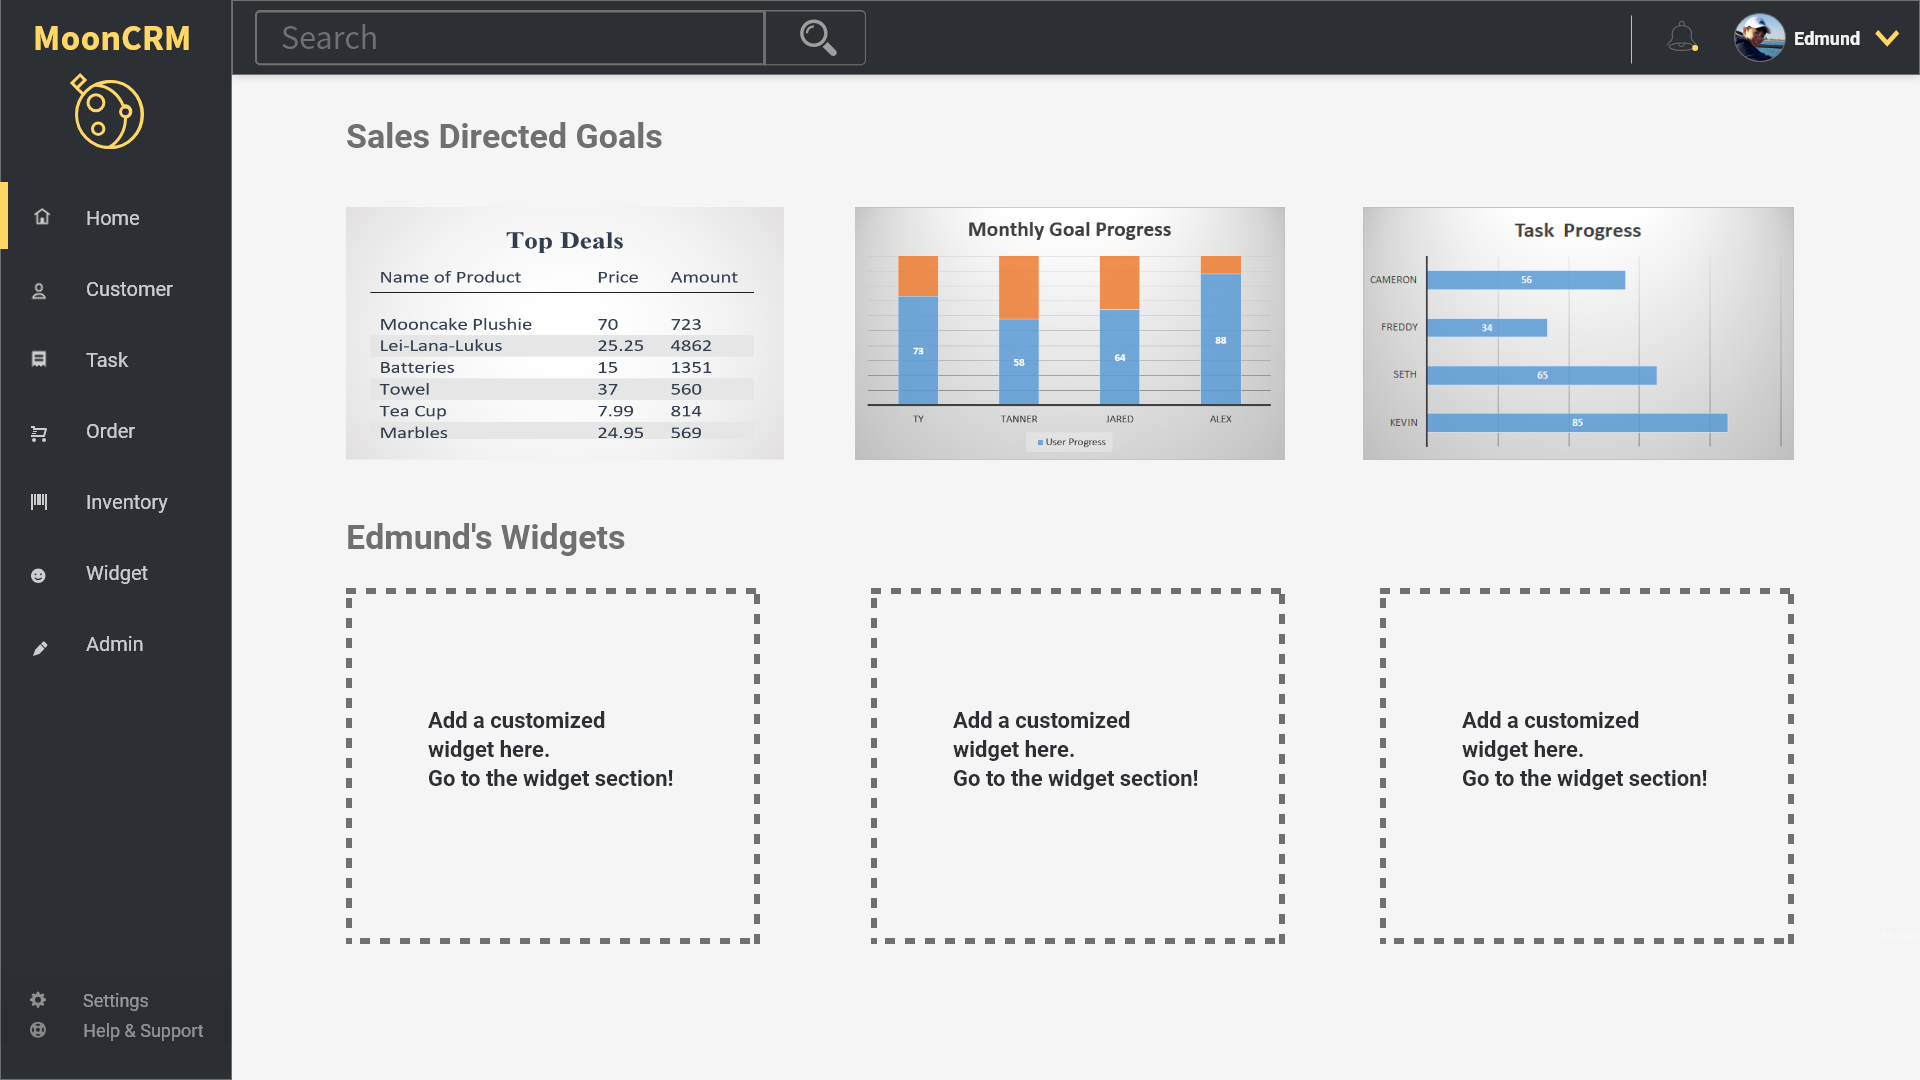 MoonCRM
Search
Edmund
Home
Customer
Task
Order
Inventory
Widget
Admin
Settings
Help & Support
Sales Directed Goals
Top Deals
Name of Product Price Amount
Mooncake Plushie 70 723
Lei-Lana-Lukus 25.25 4862
Batteries 15 1351
Towel 37 560
Tea Cup 7.99 814
Marbles 24.95 569
Monthly Goal Progress
73 58 64 88
TY TANNER JARED ALEX
User Progress
Task Progress
CAMERON 56
FREDDY 34
SETH 65
KEVIN 85
Edmund's Widgets
Add a customized
widget here.
Go to the widget section!
Add a customized
widget here.
Go to the widget section!
Add a customized
widget here.
Go to the widget section!